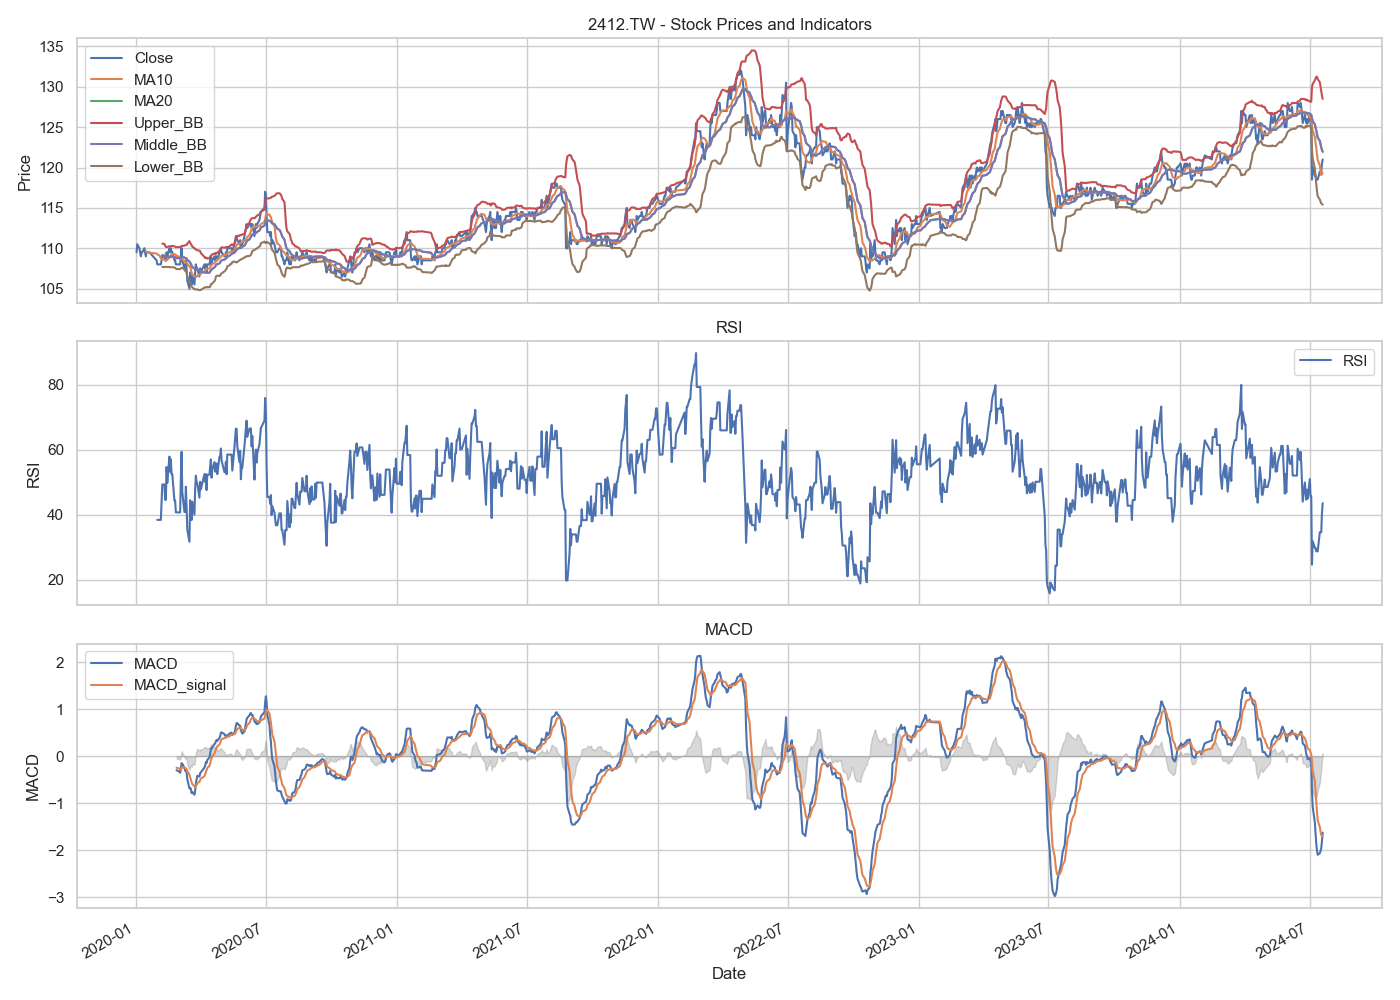 2412.TW - Stock Prices and Indicators
135
130
125
120
115
110
105
Price
Close
MA10
MA20
Upper_BB
Middle_BB
Lower_BB
RSI
80
60
40
20
RSI
RSI
MACD
2
1
0
−1
−2
−3
MACD
MACD
MACD_signal
2020-01
2020-07
2021-01
2021-07
2022-01
2022-07
2023-01
2023-07
2024-01
2024-07
Date